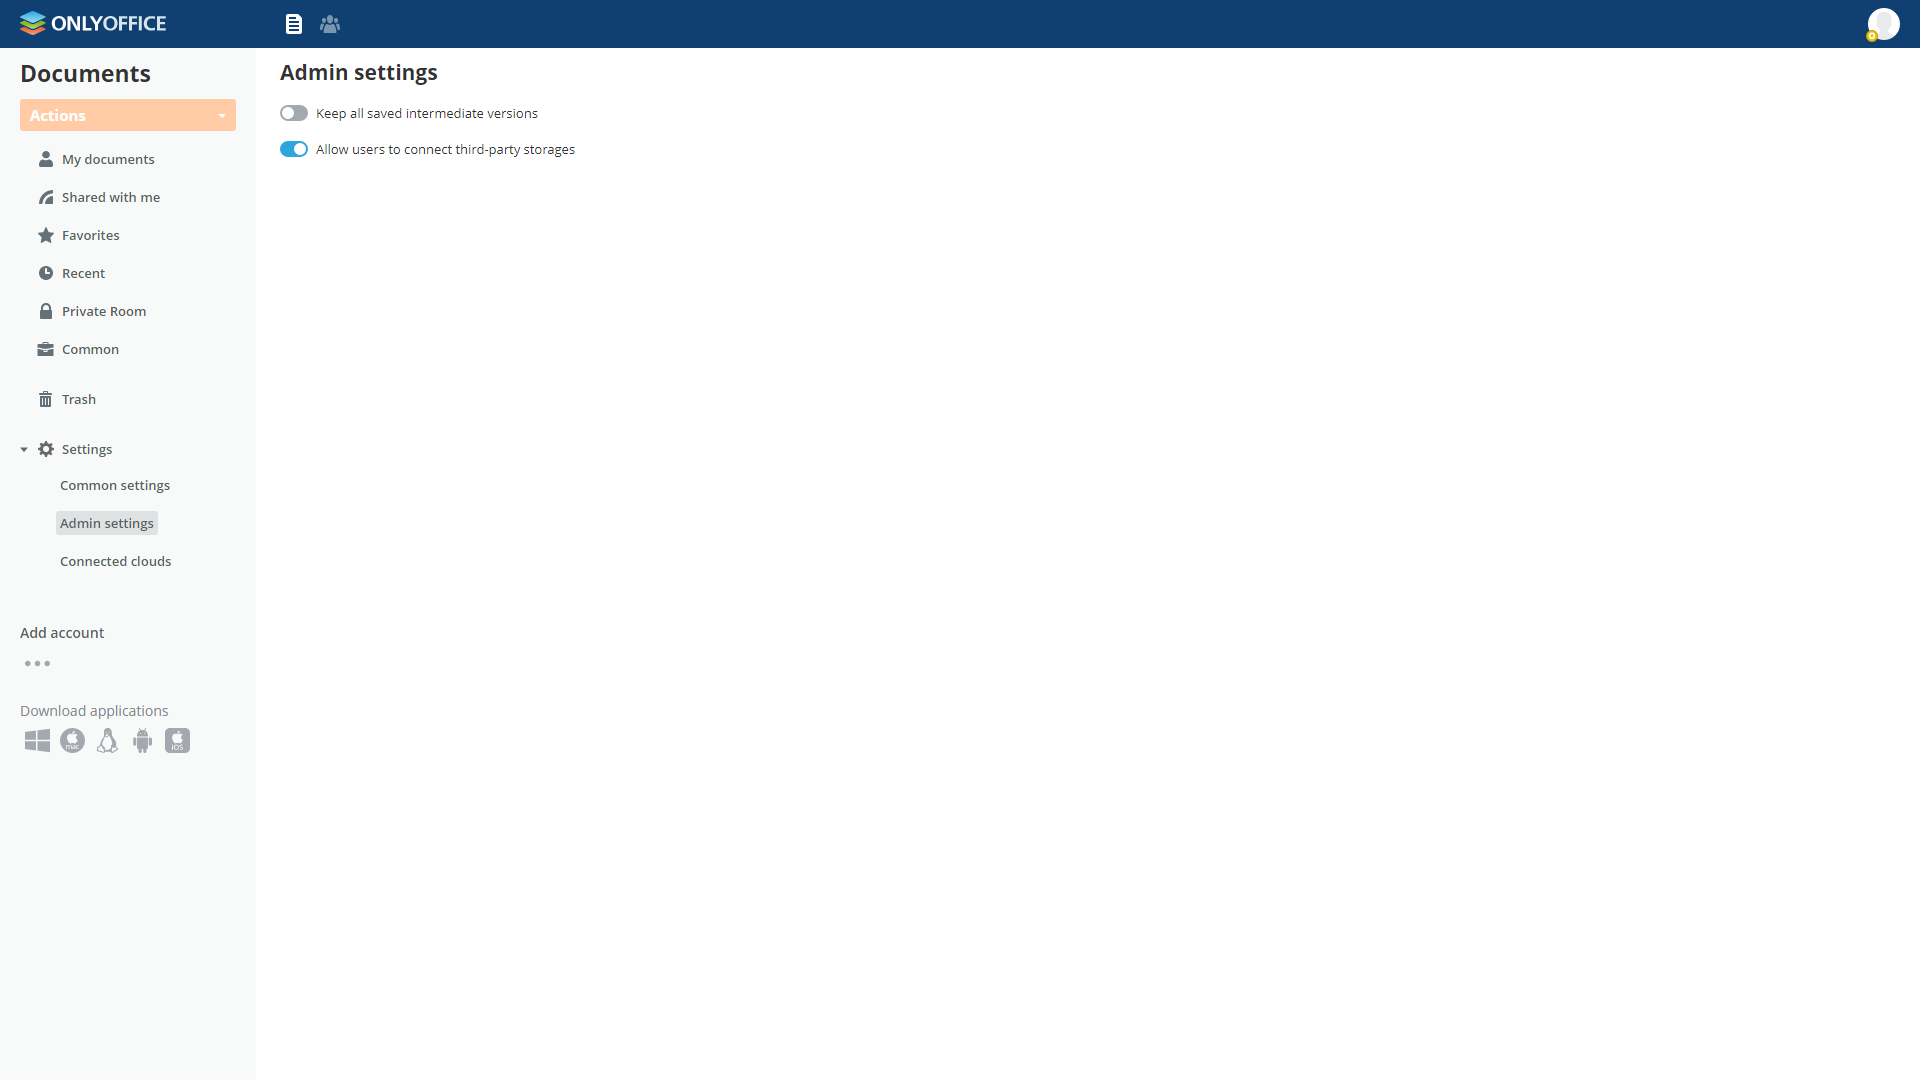 ONLYOFFICE
Documents
Actions
My documents
Shared with me
Favorites
Recent
Private Room
Common
Trash
Settings
Common settings
Admin settings
Connected clouds
Add account
Download applications
mac
iOS
Admin settings
Keep all saved intermediate versions
Allow users to connect third-party storages